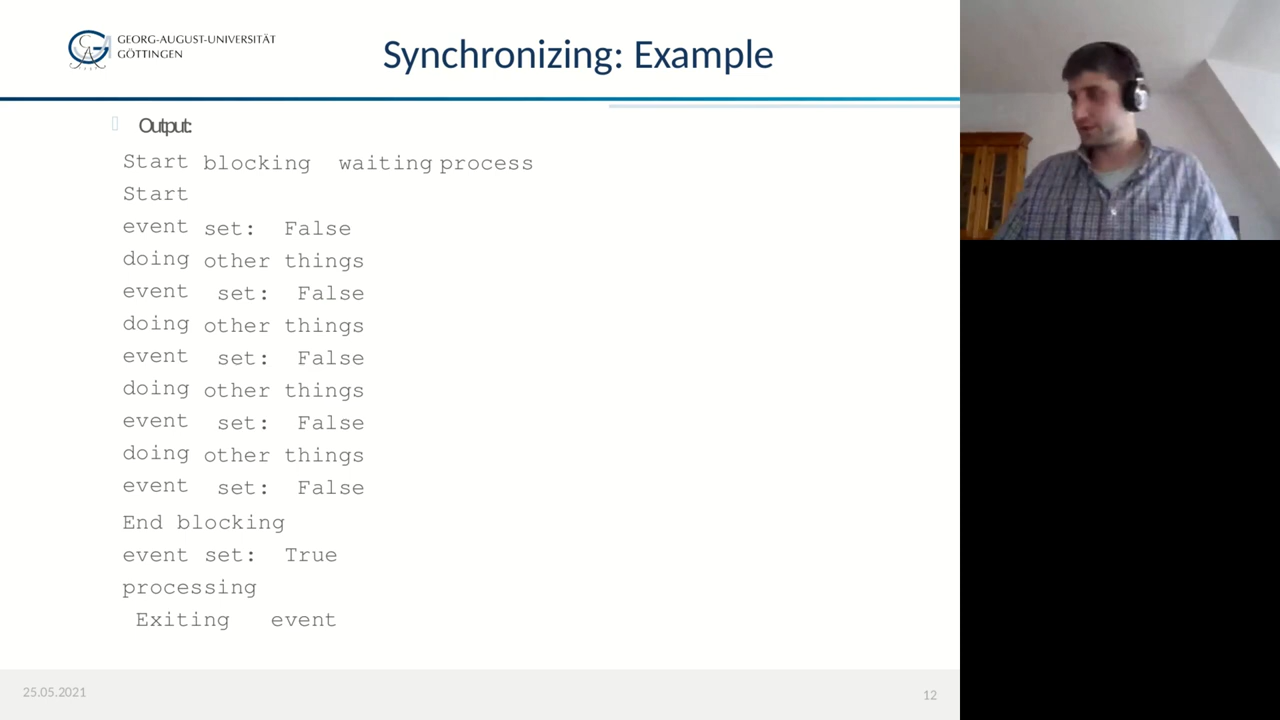 GEORG-AUGUST-UNIVERSITÄT
GÖTTINGEN
Synchronizing: Example
Output:
Start blocking waiting process
Start
event set: False
doing other things
event set: False
doing other things
event set: False
doing other things
event set: False
doing other things
event set: False
End blocking
event set: True
processing
Exiting event
25.05.2021
12